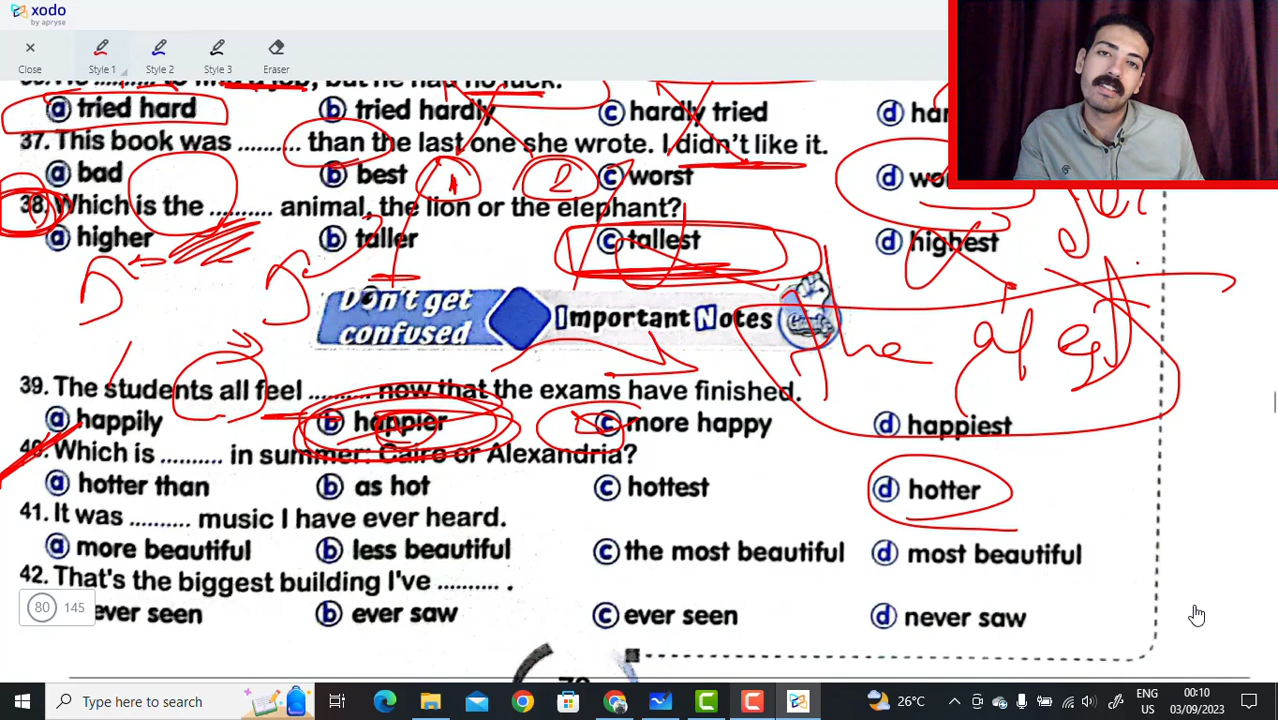 xodo
by apryse
Close
Style 1
Style 2
Style 3
Eraser
a tried hard b tried hardly c hardly tried d
37. This book was .......... than the last one she wrote. I didn't like it.
a bad b best c worst d
1 2
38. Which is the .......... animal, the lion or the elephant?
a higher b taller c tallest d highest
Don't get confused
Important Notes
the
est
39. The students all feel .......... now that the exams have finished.
a happily b happier c more happy d happiest
40. Which is .......... in summer: Cairo or Alexandria?
a hotter than b as hot c hottest d hotter
41. It was .......... music I have ever heard.
a more beautiful b less beautiful c the most beautiful d most beautiful
42. That's the biggest building I've .......... .
ever seen b ever saw c ever seen d never saw
80 145
Type here to search
26°C
ENG
US
00:10
03/09/2023